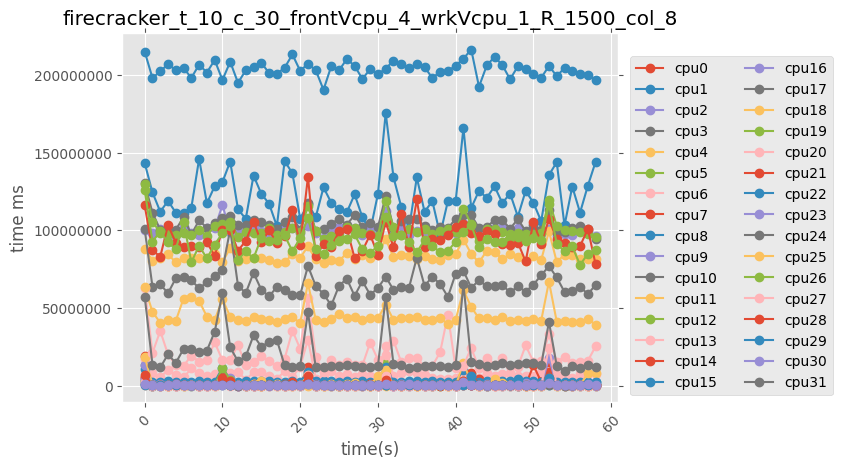 firecracker_t_10_c_30_frontVcpu_4_wrkVcpu_1_R_1500_col_8
time ms
200000000
150000000
100000000
50000000
0
0
10
20
30
40
50
60
time(s)
cpu0
cpu1
cpu2
cpu3
cpu4
cpu5
cpu6
cpu7
cpu8
cpu9
cpu10
cpu11
cpu12
cpu13
cpu14
cpu15
cpu16
cpu17
cpu18
cpu19
cpu20
cpu21
cpu22
cpu23
cpu24
cpu25
cpu26
cpu27
cpu28
cpu29
cpu30
cpu31